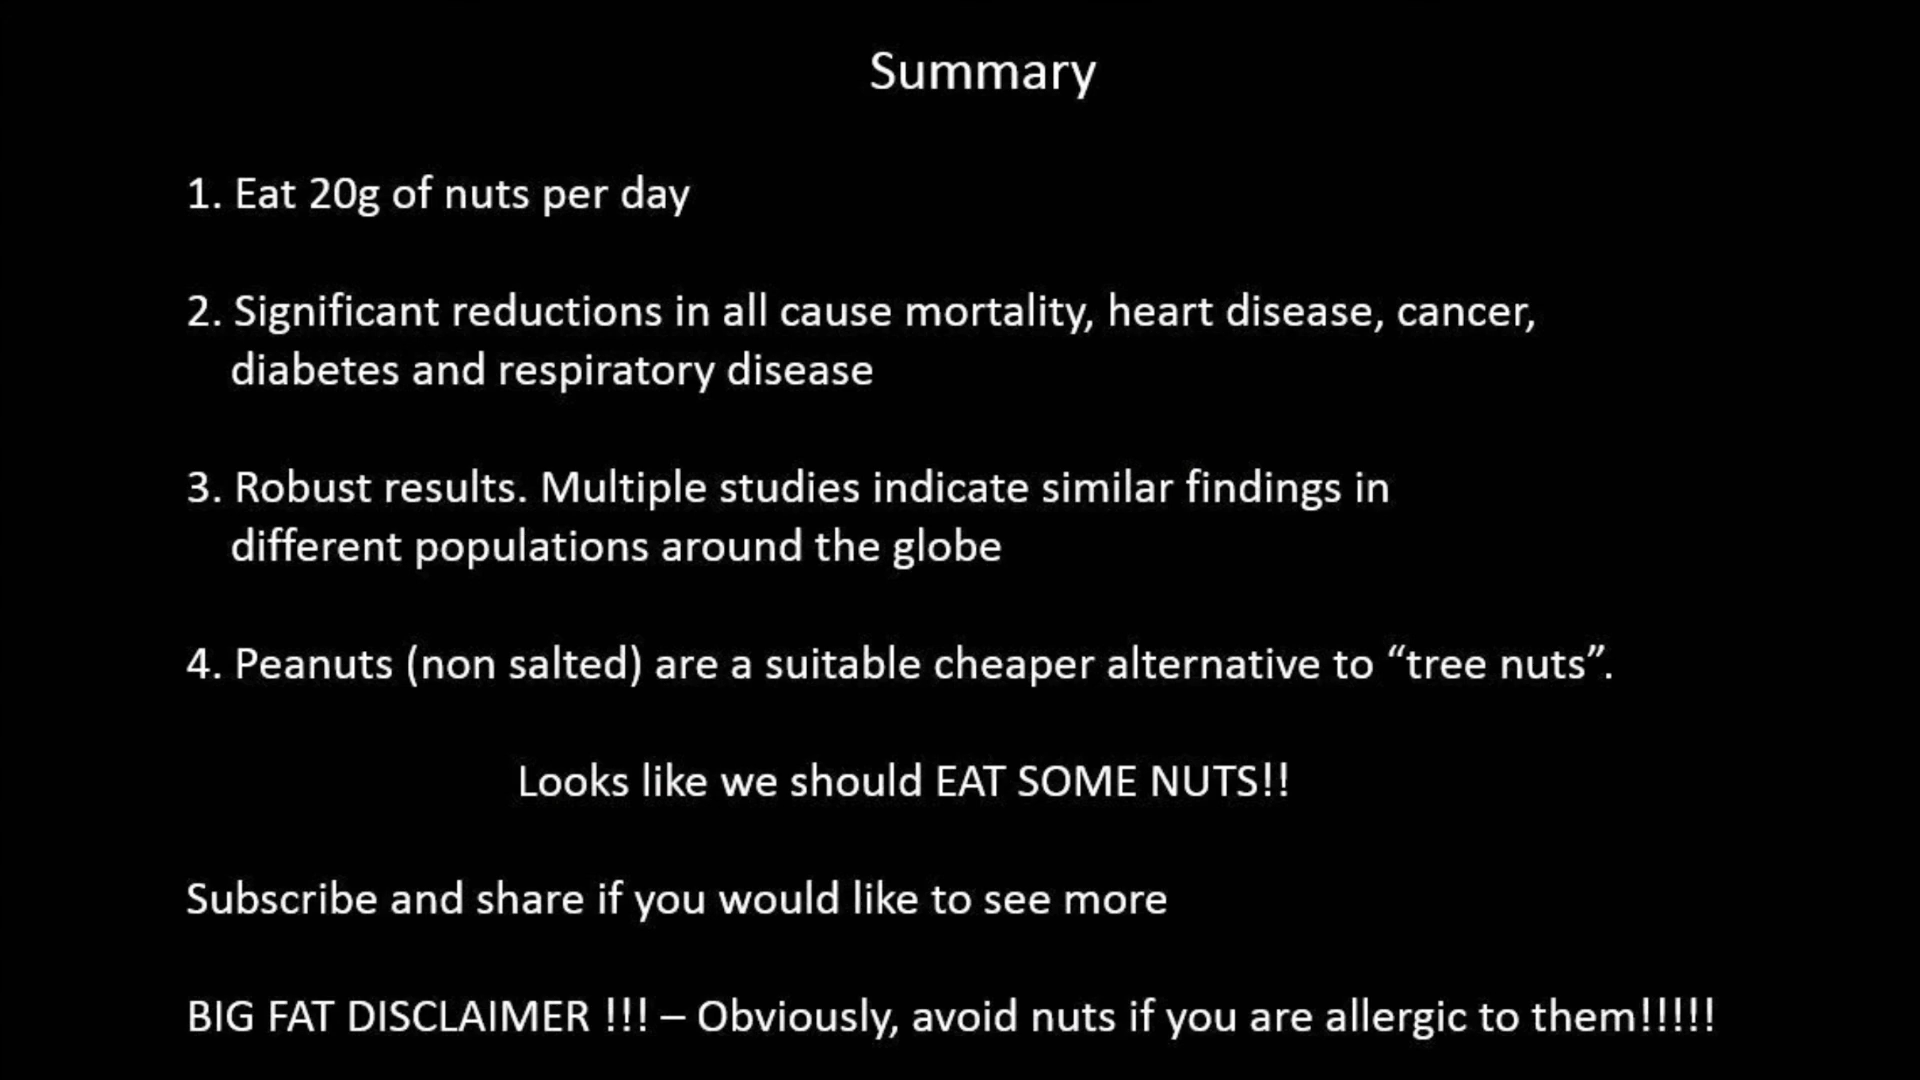 Summary
1. Eat 20g of nuts per day
2. Significant reductions in all cause mortality, heart disease, cancer,
diabetes and respiratory disease
3. Robust results. Multiple studies indicate similar findings in
different populations around the globe
4. Peanuts (non salted) are a suitable cheaper alternative to “tree nuts”.
Looks like we should EAT SOME NUTS!!
Subscribe and share if you would like to see more
BIG FAT DISCLAIMER !!! – Obviously, avoid nuts if you are allergic to them!!!!!